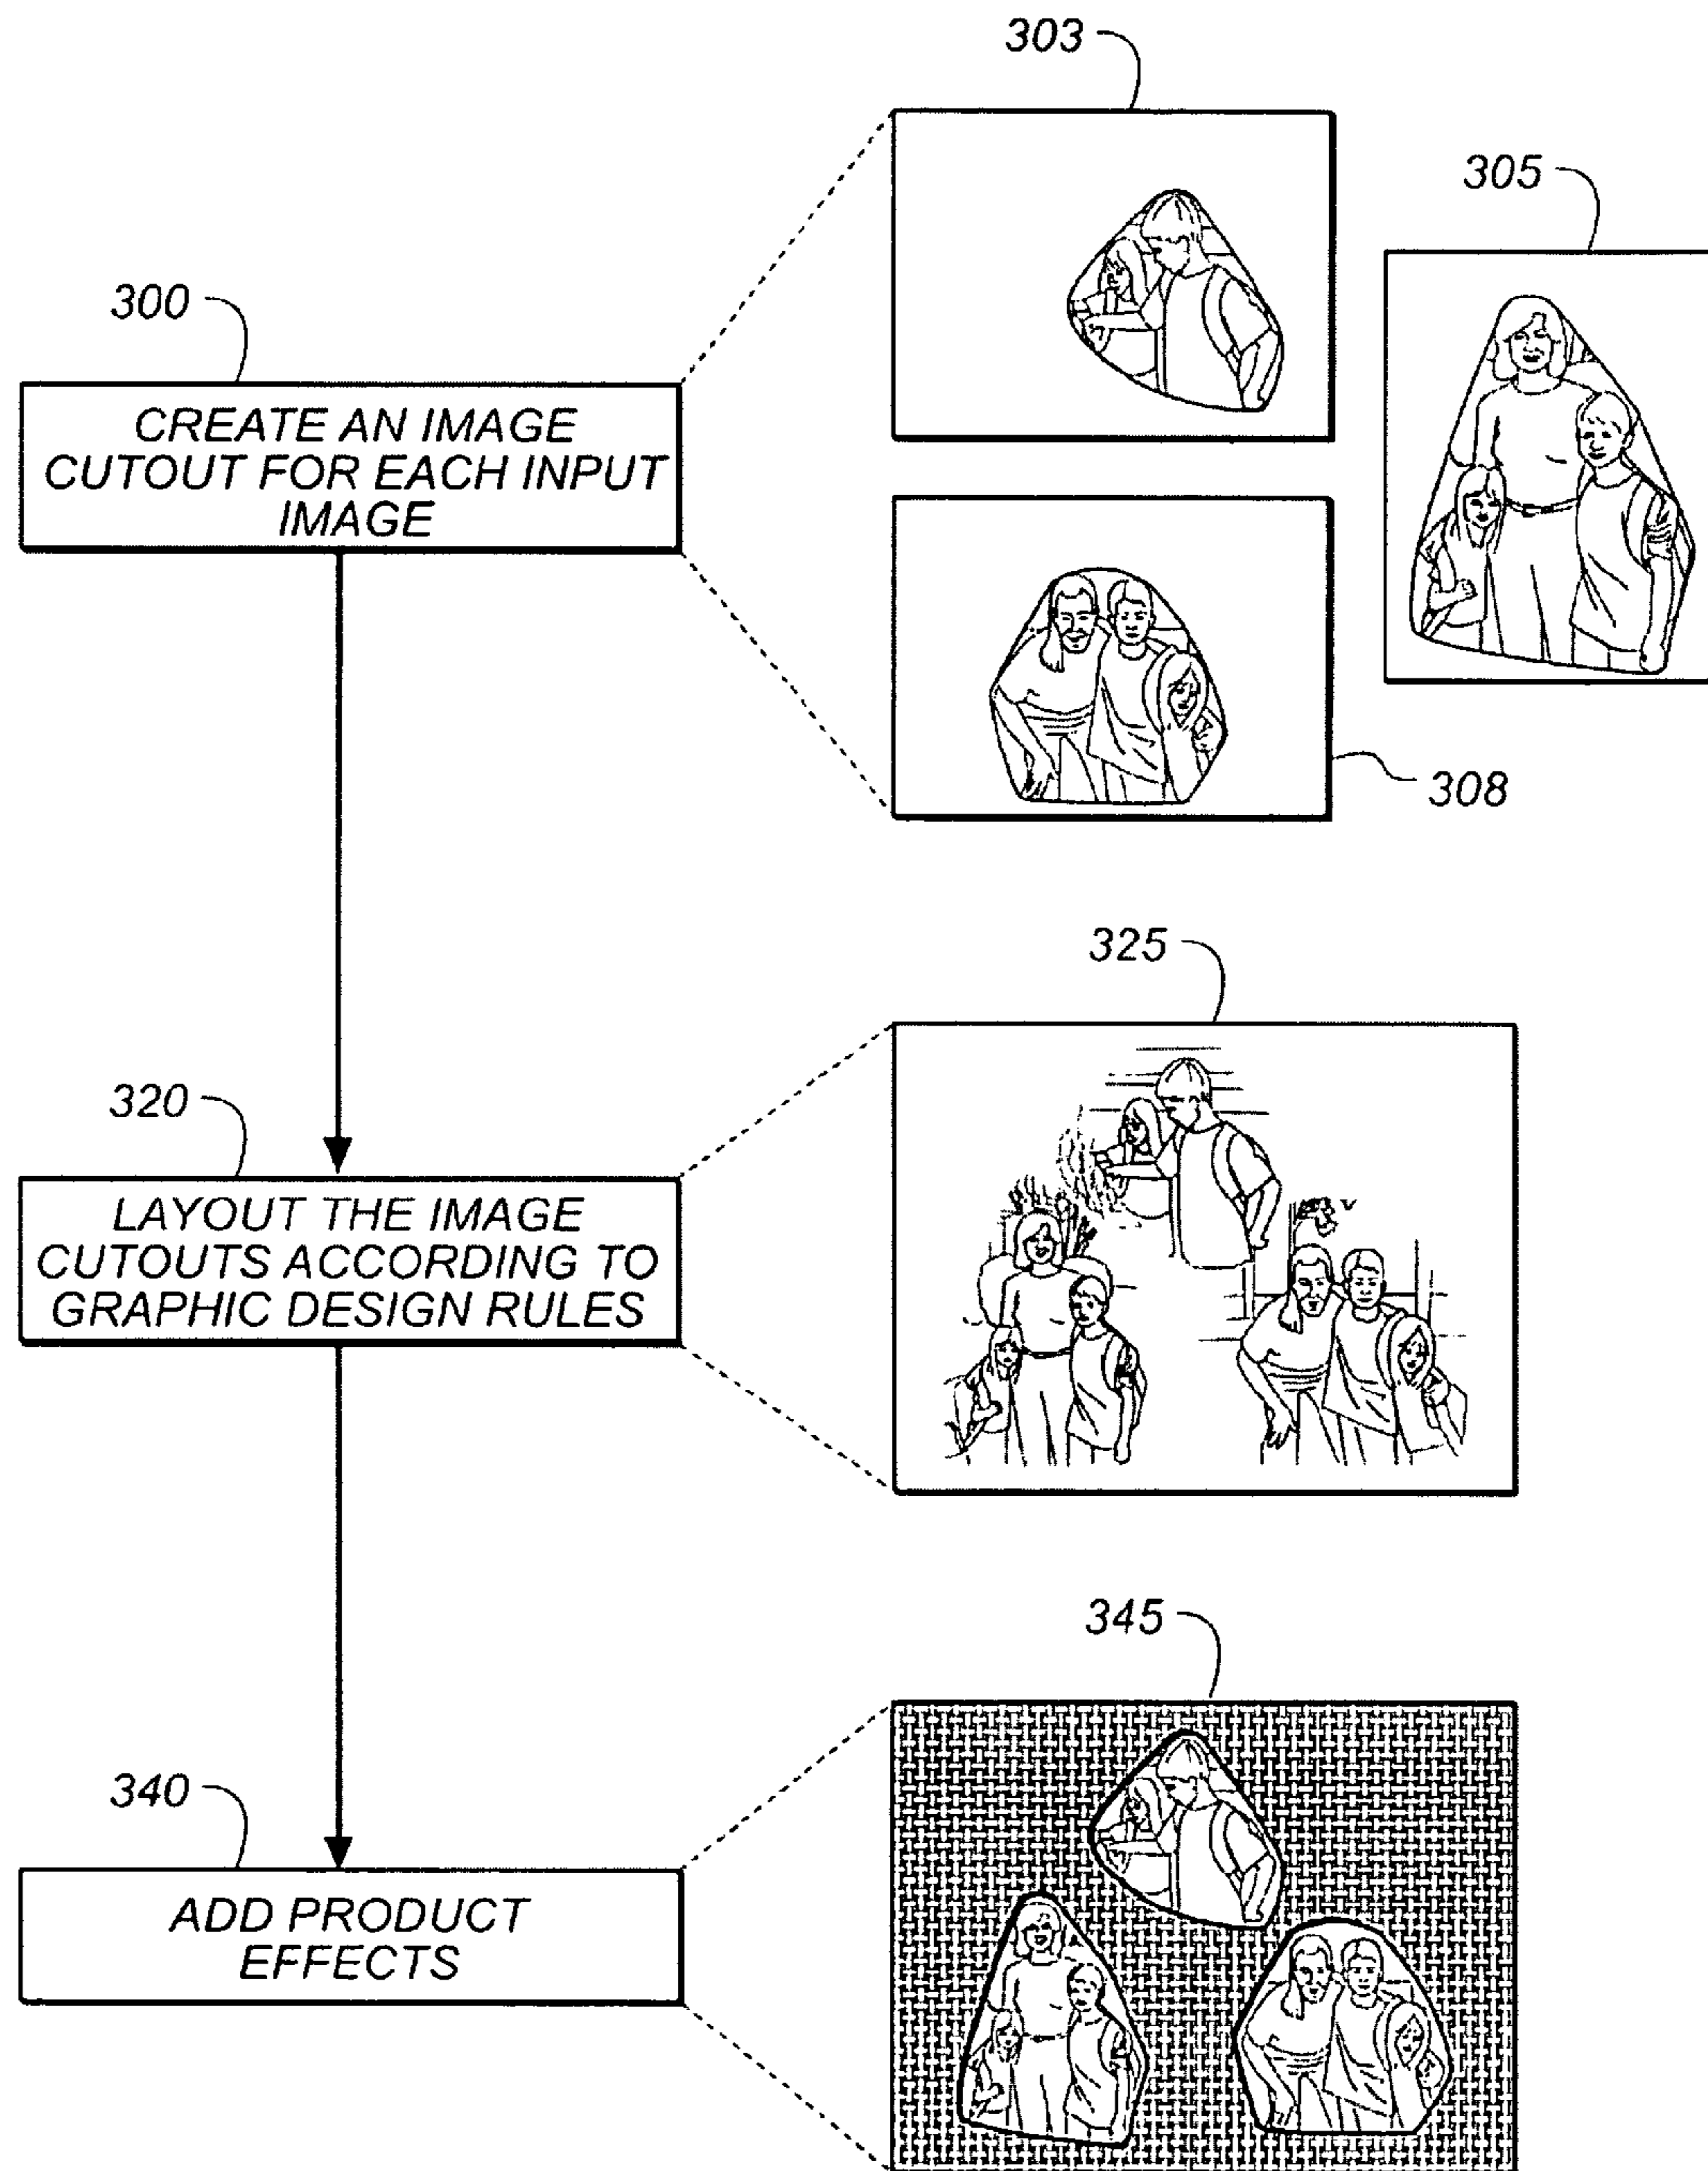 303
305
300
CREATE AN IMAGE
CUTOUT FOR EACH INPUT
IMAGE
308
325
320
LAYOUT THE IMAGE
CUTOUTS ACCORDING TO
GRAPHIC DESIGN RULES
345
340
ADD PRODUCT
EFFECTS